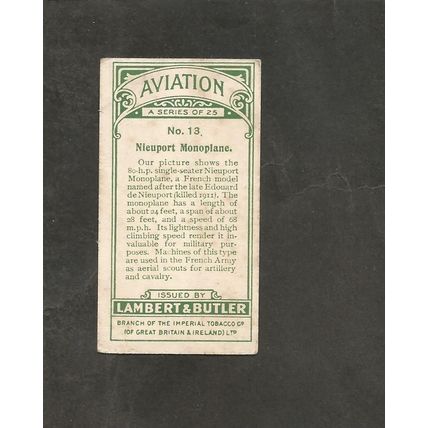 AVIATION
A SERIES OF 25
No. 13.
Nieuport Monoplane.
Our picture shows the
80-h.p. single-seater Nieuport
Monoplane, a French model
named after the late Edouard
de Nieuport (killed 1911). The
monoplane has a length of
about 24 feet, a span of about
28 feet, and a speed of 68
m.p.h. Its lightness and high
climbing speed render it in-
valuable for military pur-
poses. Machines of this type
are used in the French Army
as aerial scouts for artillery
and cavalry.
ISSUED BY
LAMBERT & BUTLER
BRANCH OF THE IMPERIAL TOBACCO Co
(OF GREAT BRITAIN & IRELAND) LTD